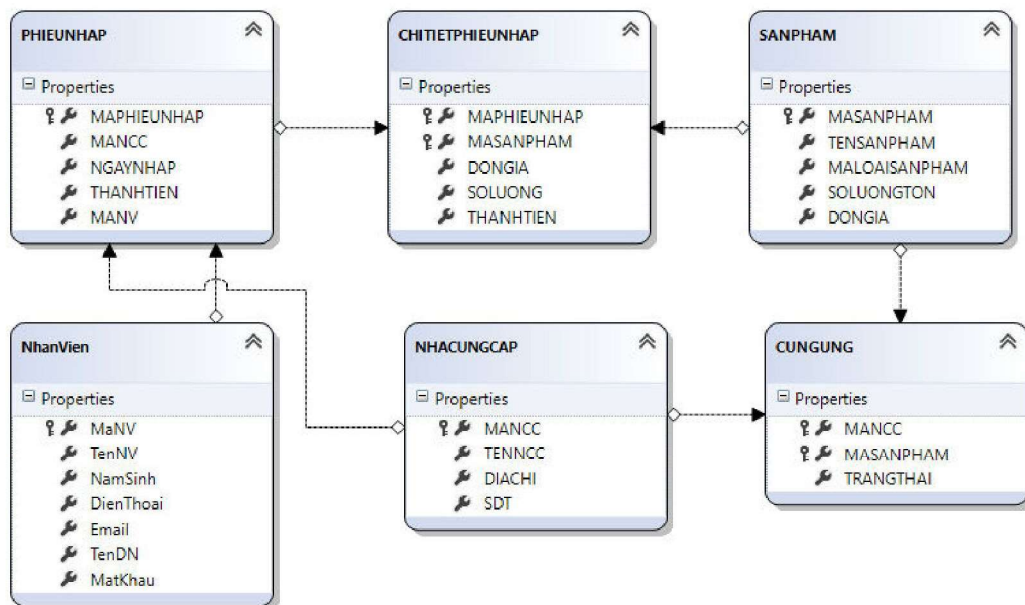 PHIEUNHAP
Properties
MAPHIEUNHAP
MANCC
NGAYNHAP
THANHTIEN
MANV
CHITIETPHIEUNHAP
Properties
MAPHIEUNHAP
MASANPHAM
DONGIA
SOLUONG
THANHTIEN
SANPHAM
Properties
MASANPHAM
TENSANPHAM
MALOAISANPHAM
SOLUONGTON
DONGIA
NhanVien
Properties
MaNV
TenNV
NamSinh
DienThoai
Email
TenDN
MatKhau
NHACUNGCAP
Properties
MANCC
TENNCC
DIACHI
SDT
CUNGUNG
Properties
MANCC
MASANPHAM
TRANGTHAI